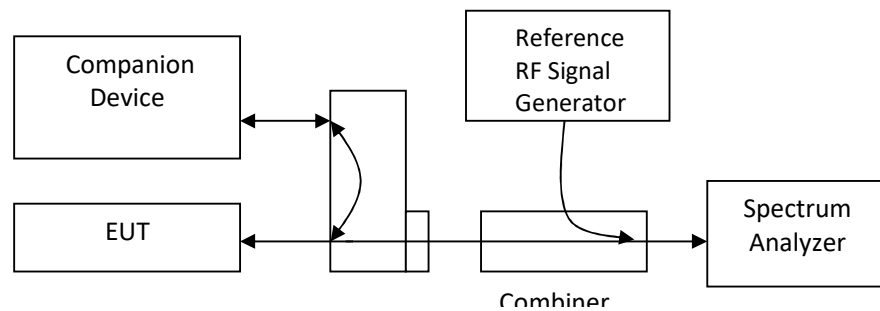 Companion
Device
Reference
RF Signal
Generator
EUT
Spectrum
Analyzer
Combiner